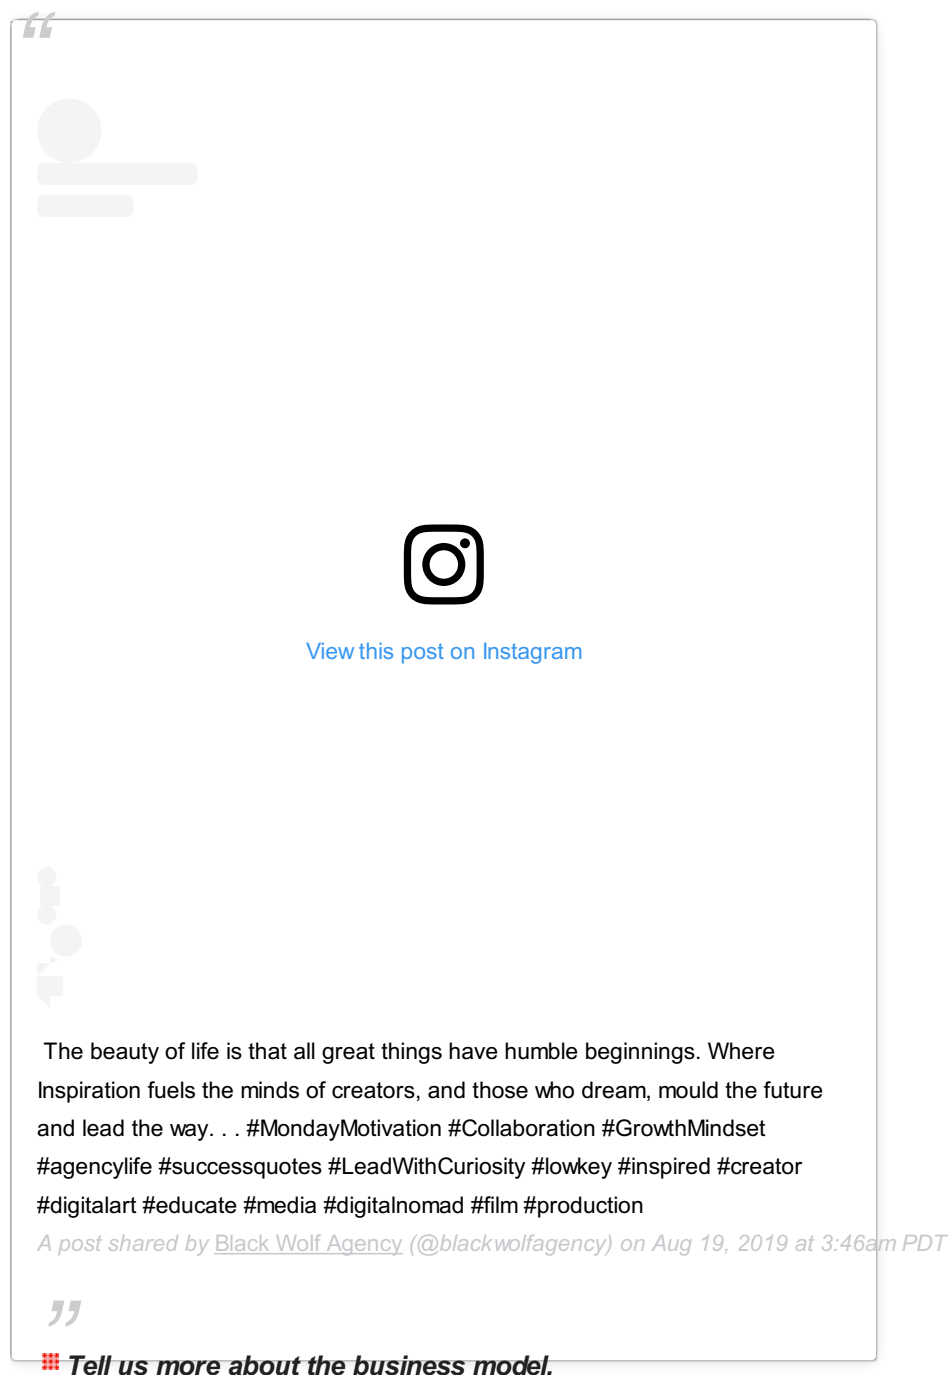 “
View this post on Instagram
The beauty of life is that all great things have humble beginnings. Where
Inspiration fuels the minds of creators, and those who dream, mould the future
and lead the way. . . #MondayMotivation #Collaboration #GrowthMindset
#agencylife #successquotes #LeadWithCuriosity #lowkey #inspired #creator
#digitalart #educate #media #digitalnomad #film #production
A post shared by Black Wolf Agency (@blackwolfagency) on Aug 19, 2019 at 3:46am PDT
”
Tell us more about the business model.